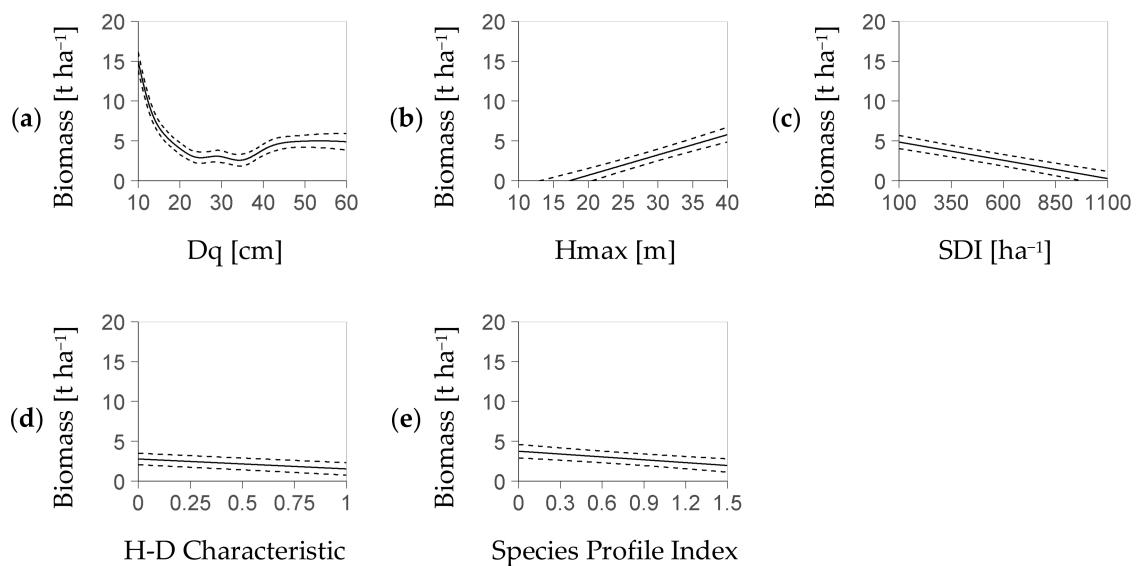 (a)
Biomass [t ha⁻¹]
20
15
10
5
0
10 20 30 40 50 60
Dq [cm]
(b)
Biomass [t ha⁻¹]
20
15
10
5
0
10 15 20 25 30 35 40
Hmax [m]
(c)
Biomass [t ha⁻¹]
20
15
10
5
0
100 350 600 850 1100
SDI [ha⁻¹]
(d)
Biomass [t ha⁻¹]
20
15
10
5
0
0 0.25 0.5 0.75 1
H-D Characteristic
(e)
Biomass [t ha⁻¹]
20
15
10
5
0
0 0.3 0.6 0.9 1.2 1.5
Species Profile Index